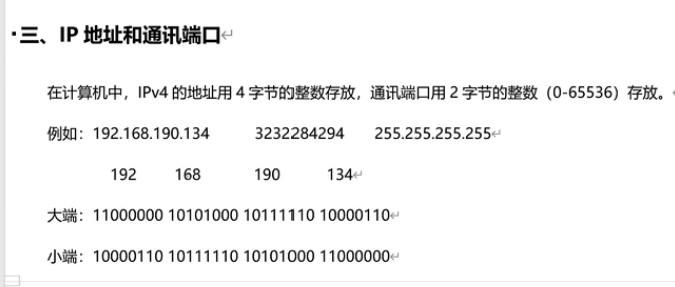 ·三、IP 地址和通讯端口
在计算机中，IPv4 的地址用 4 字节的整数存放，通讯端口用 2 字节的整数（0-65536）存放。
例如：192.168.190.134 3232284294 255.255.255.255
192 168 190 134
大端：11000000 10101000 10111110 10000110
小端：10000110 10111110 10101000 11000000